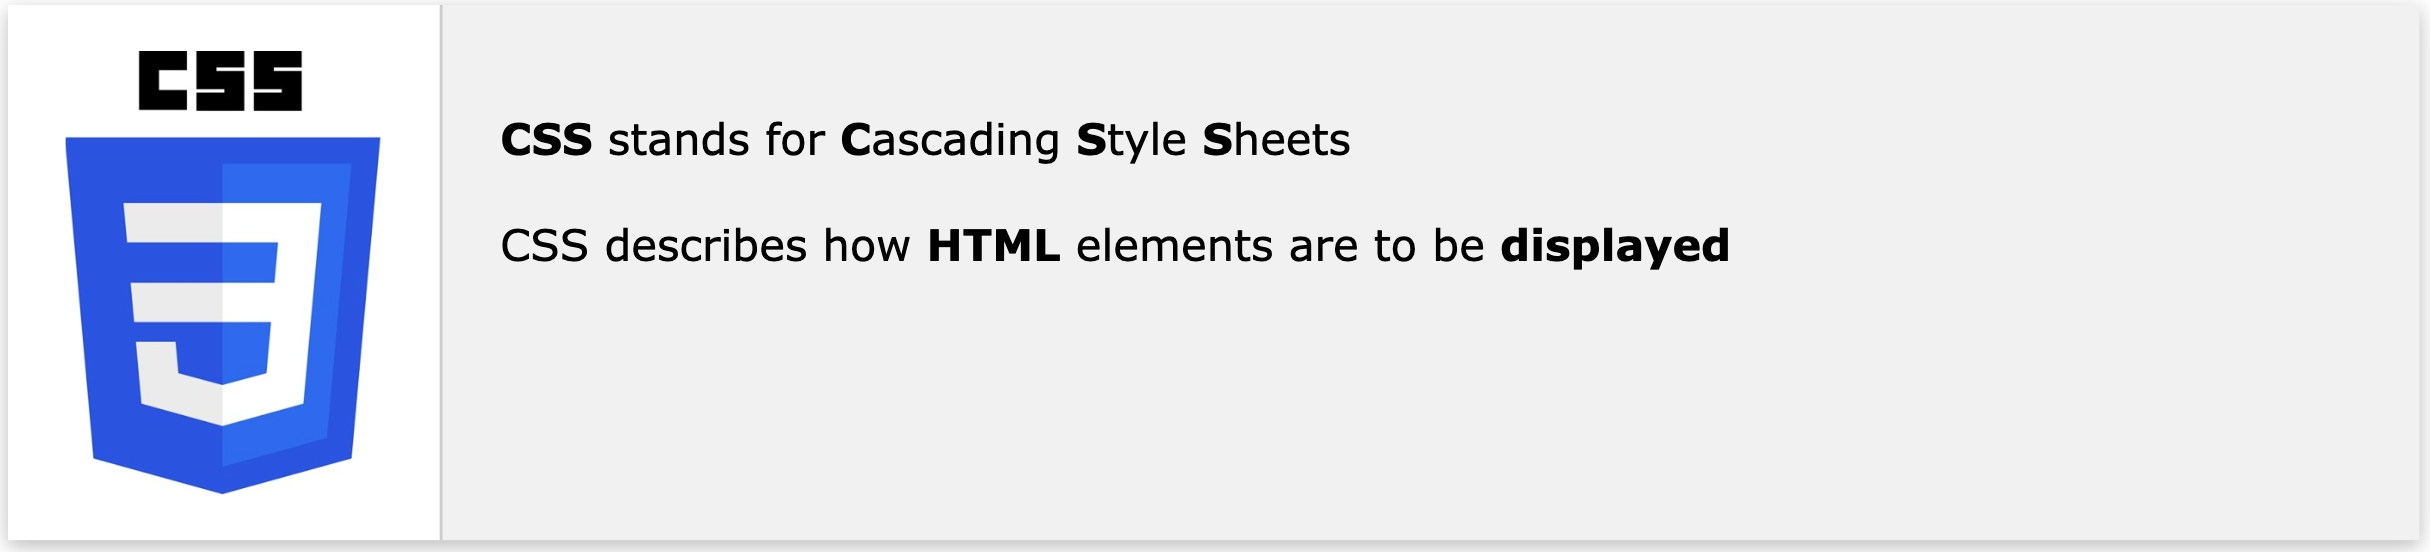 CSS
CSS stands for Cascading Style Sheets
CSS describes how HTML elements are to be displayed